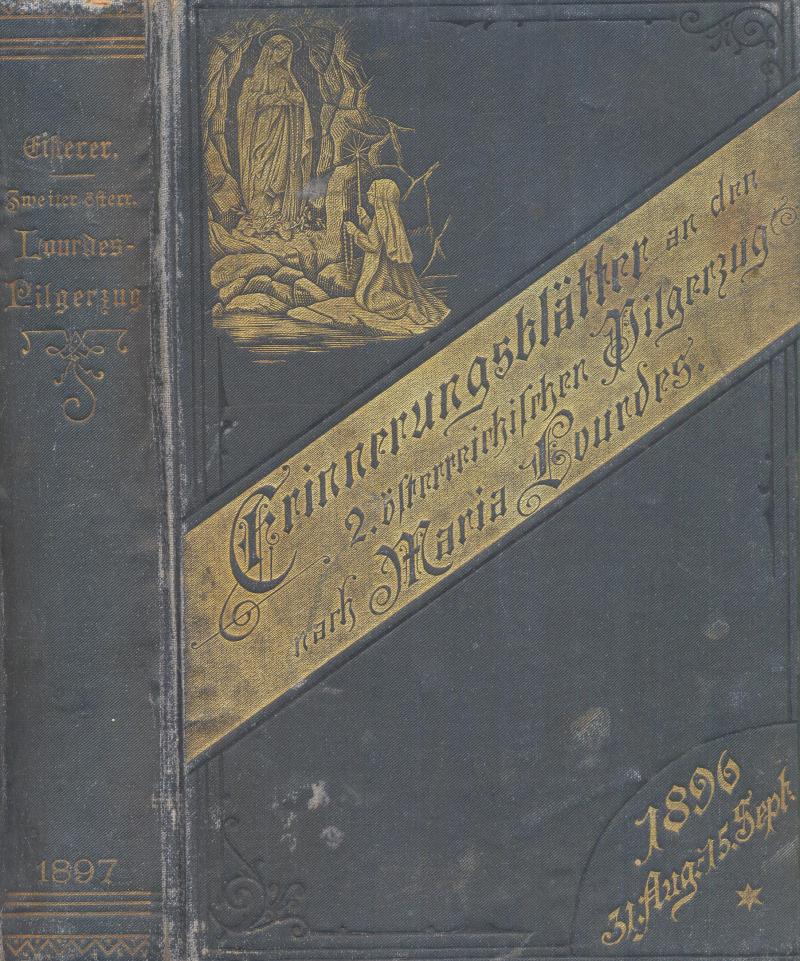 Eisterer.
Zweiter österr.
Lourdes-
Pilgerzug
1897
Erinnerungsblätter an den
2. österreichischen Pilgerzug
nach Maria Lourdes.
1896
31. Aug.-15. Sept.